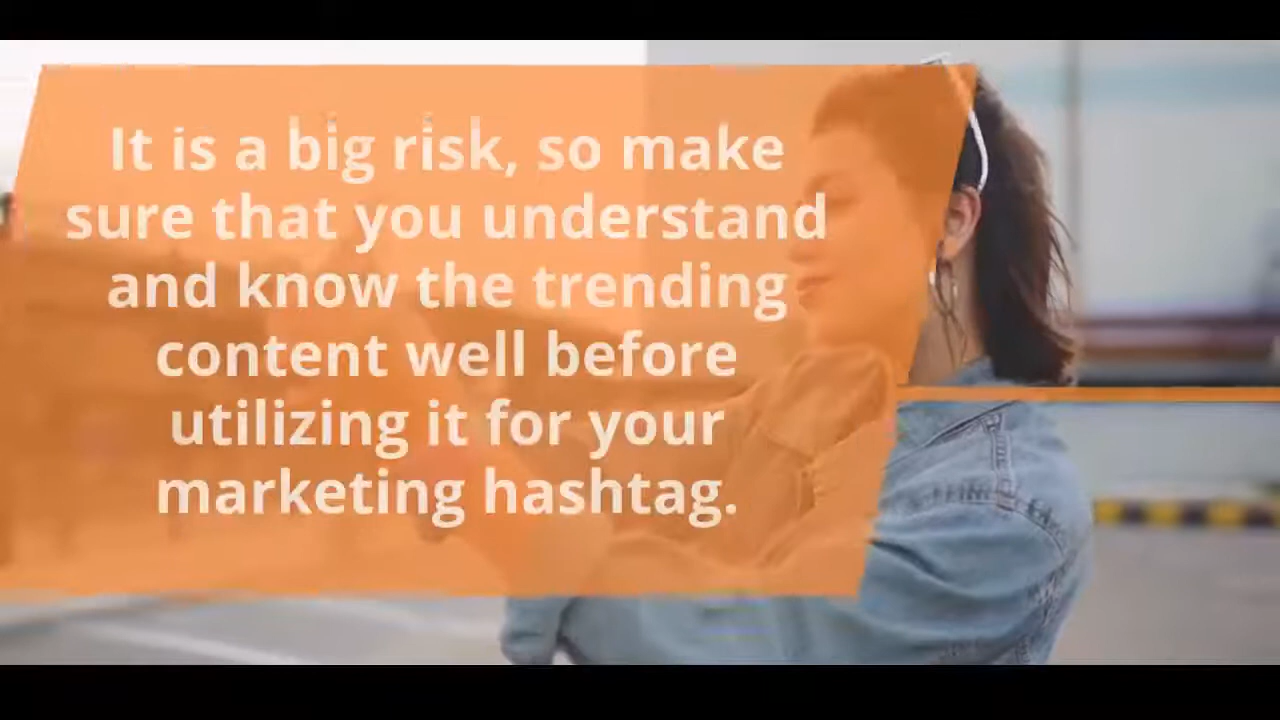 It is a big risk, so make
sure that you understand
and know the trending
content well before
utilizing it for your
marketing hashtag.